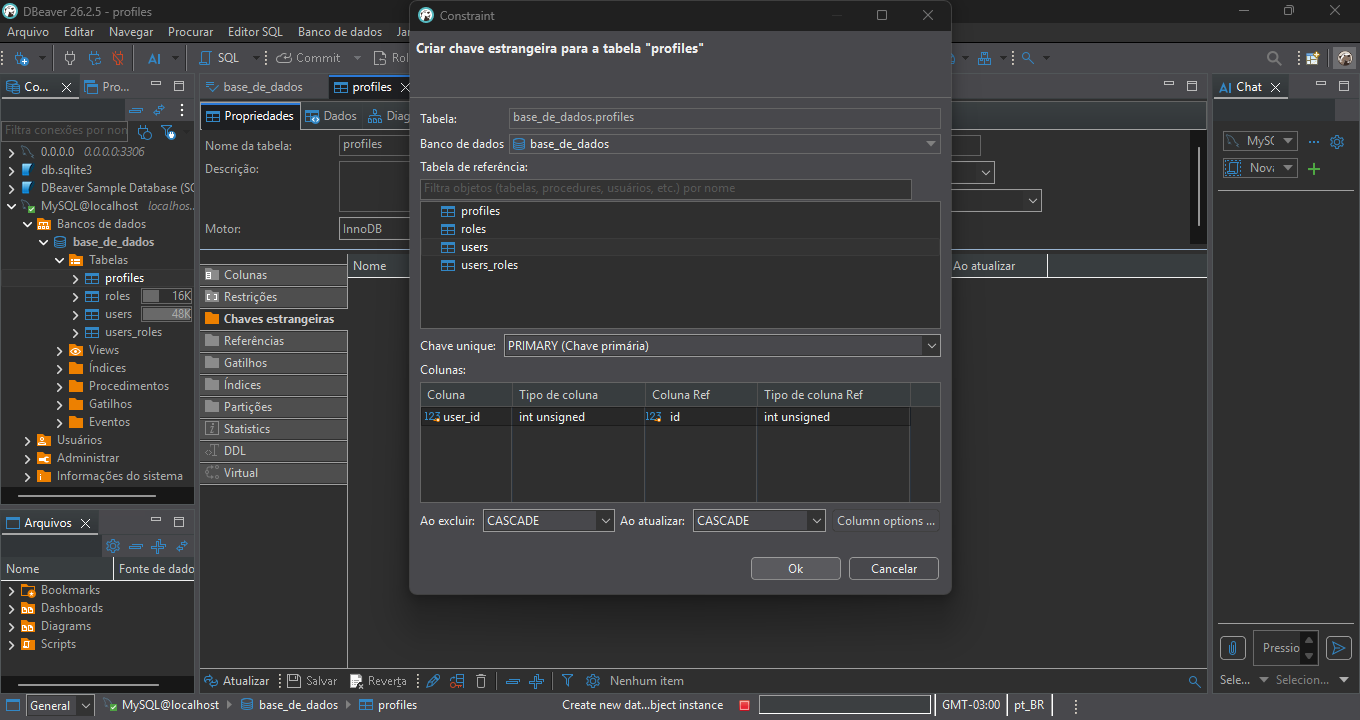 DBeaver 26.2.5 - profiles
Constraint
Arquivo Editar Navegar Procurar Editor SQL Banco de dados
Criar chave estrangeira para a tabela "profiles"
AI SQL Commit
Co... Pro... base_de_dados profiles AI Chat
Propriedades Dados
Filtra conexões por nom
Nome da tabela: profiles
Descrição:
Motor: InnoDB
0.0.0.0 0.0.0.0:3306
db.sqlite3
DBeaver Sample Database (SQ
MySQL@localhost localhos..
Bancos de dados
base_de_dados
Tabelas
profiles
roles 16K
users 48K
users_roles
Views
Índices
Procedimentos
Gatilhos
Eventos
Usuários
Administrar
Informações do sistema
Arquivos
Nome Fonte de dado
Bookmarks
Dashboards
Diagrams
Scripts
Colunas
Restrições
Chaves estrangeiras
Referências
Gatilhos
Índices
Partições
Statistics
DDL
Virtual
Nome
Ao atualizar
Tabela: base_de_dados.profiles
Banco de dados base_de_dados
Tabela de referência:
Filtra objetos (tabelas, procedures, usuários, etc.) por nome
profiles
roles
users
users_roles
Chave unique: PRIMARY (Chave primária)
Colunas:
Coluna Tipo de coluna Coluna Ref Tipo de coluna Ref
123 user_id int unsigned 123 id int unsigned
Ao excluir: CASCADE Ao atualizar: CASCADE Column options ...
Ok Cancelar
MySC
Nova
Pressio
Sele... Selecion...
Atualizar Salvar Reverta Nenhum item
General MySQL@localhost base_de_dados profiles Create new dat...bject instance GMT-03:00 pt_BR